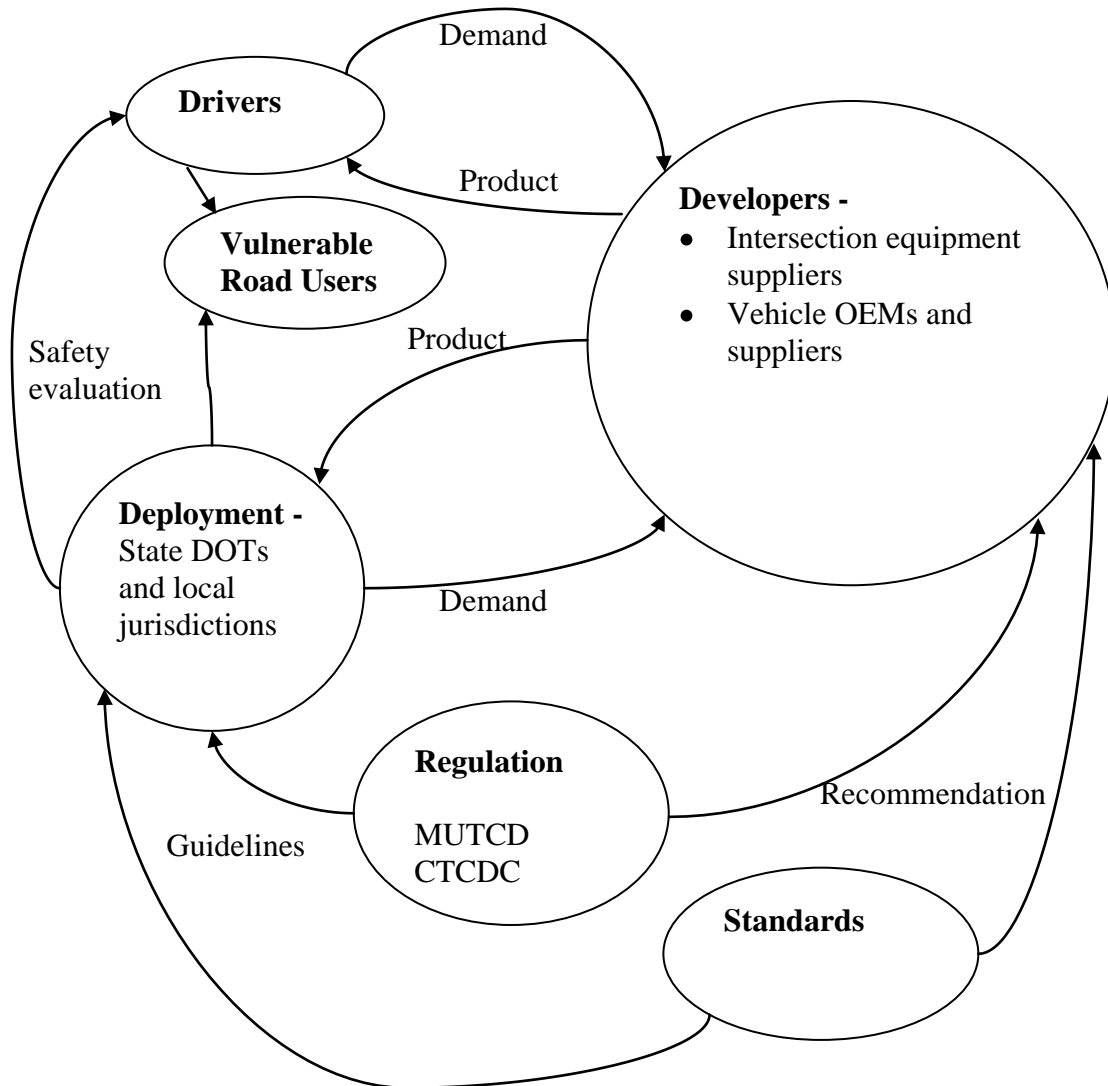 Demand
Drivers
Product
Developers -
● Intersection equipment
suppliers
● Vehicle OEMs and
suppliers
Vulnerable
Road Users
Product
Safety
evaluation
Deployment -
State DOTs
and local
jurisdictions
Demand
Regulation
MUTCD
CTCDC
Recommendation
Guidelines
Standards